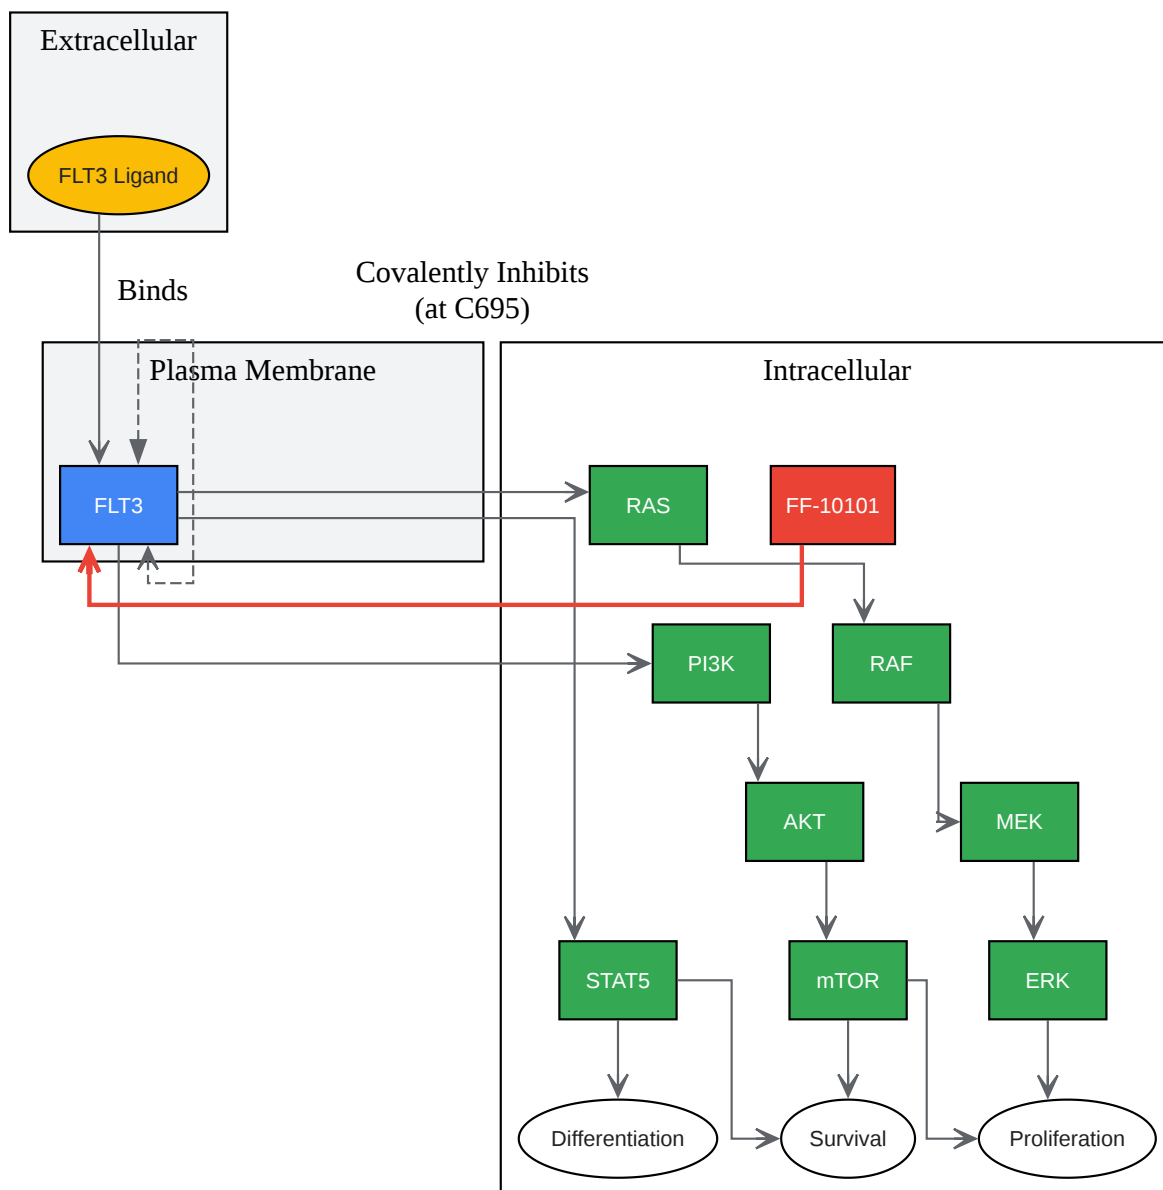 Extracellular
FLT3 Ligand
Binds
Covalently Inhibits
(at C695)
Plasma Membrane
Intracellular
FLT3
RAS
FF-10101
PI3K
RAF
AKT
MEK
STAT5
mTOR
ERK
Differentiation
Survival
Proliferation